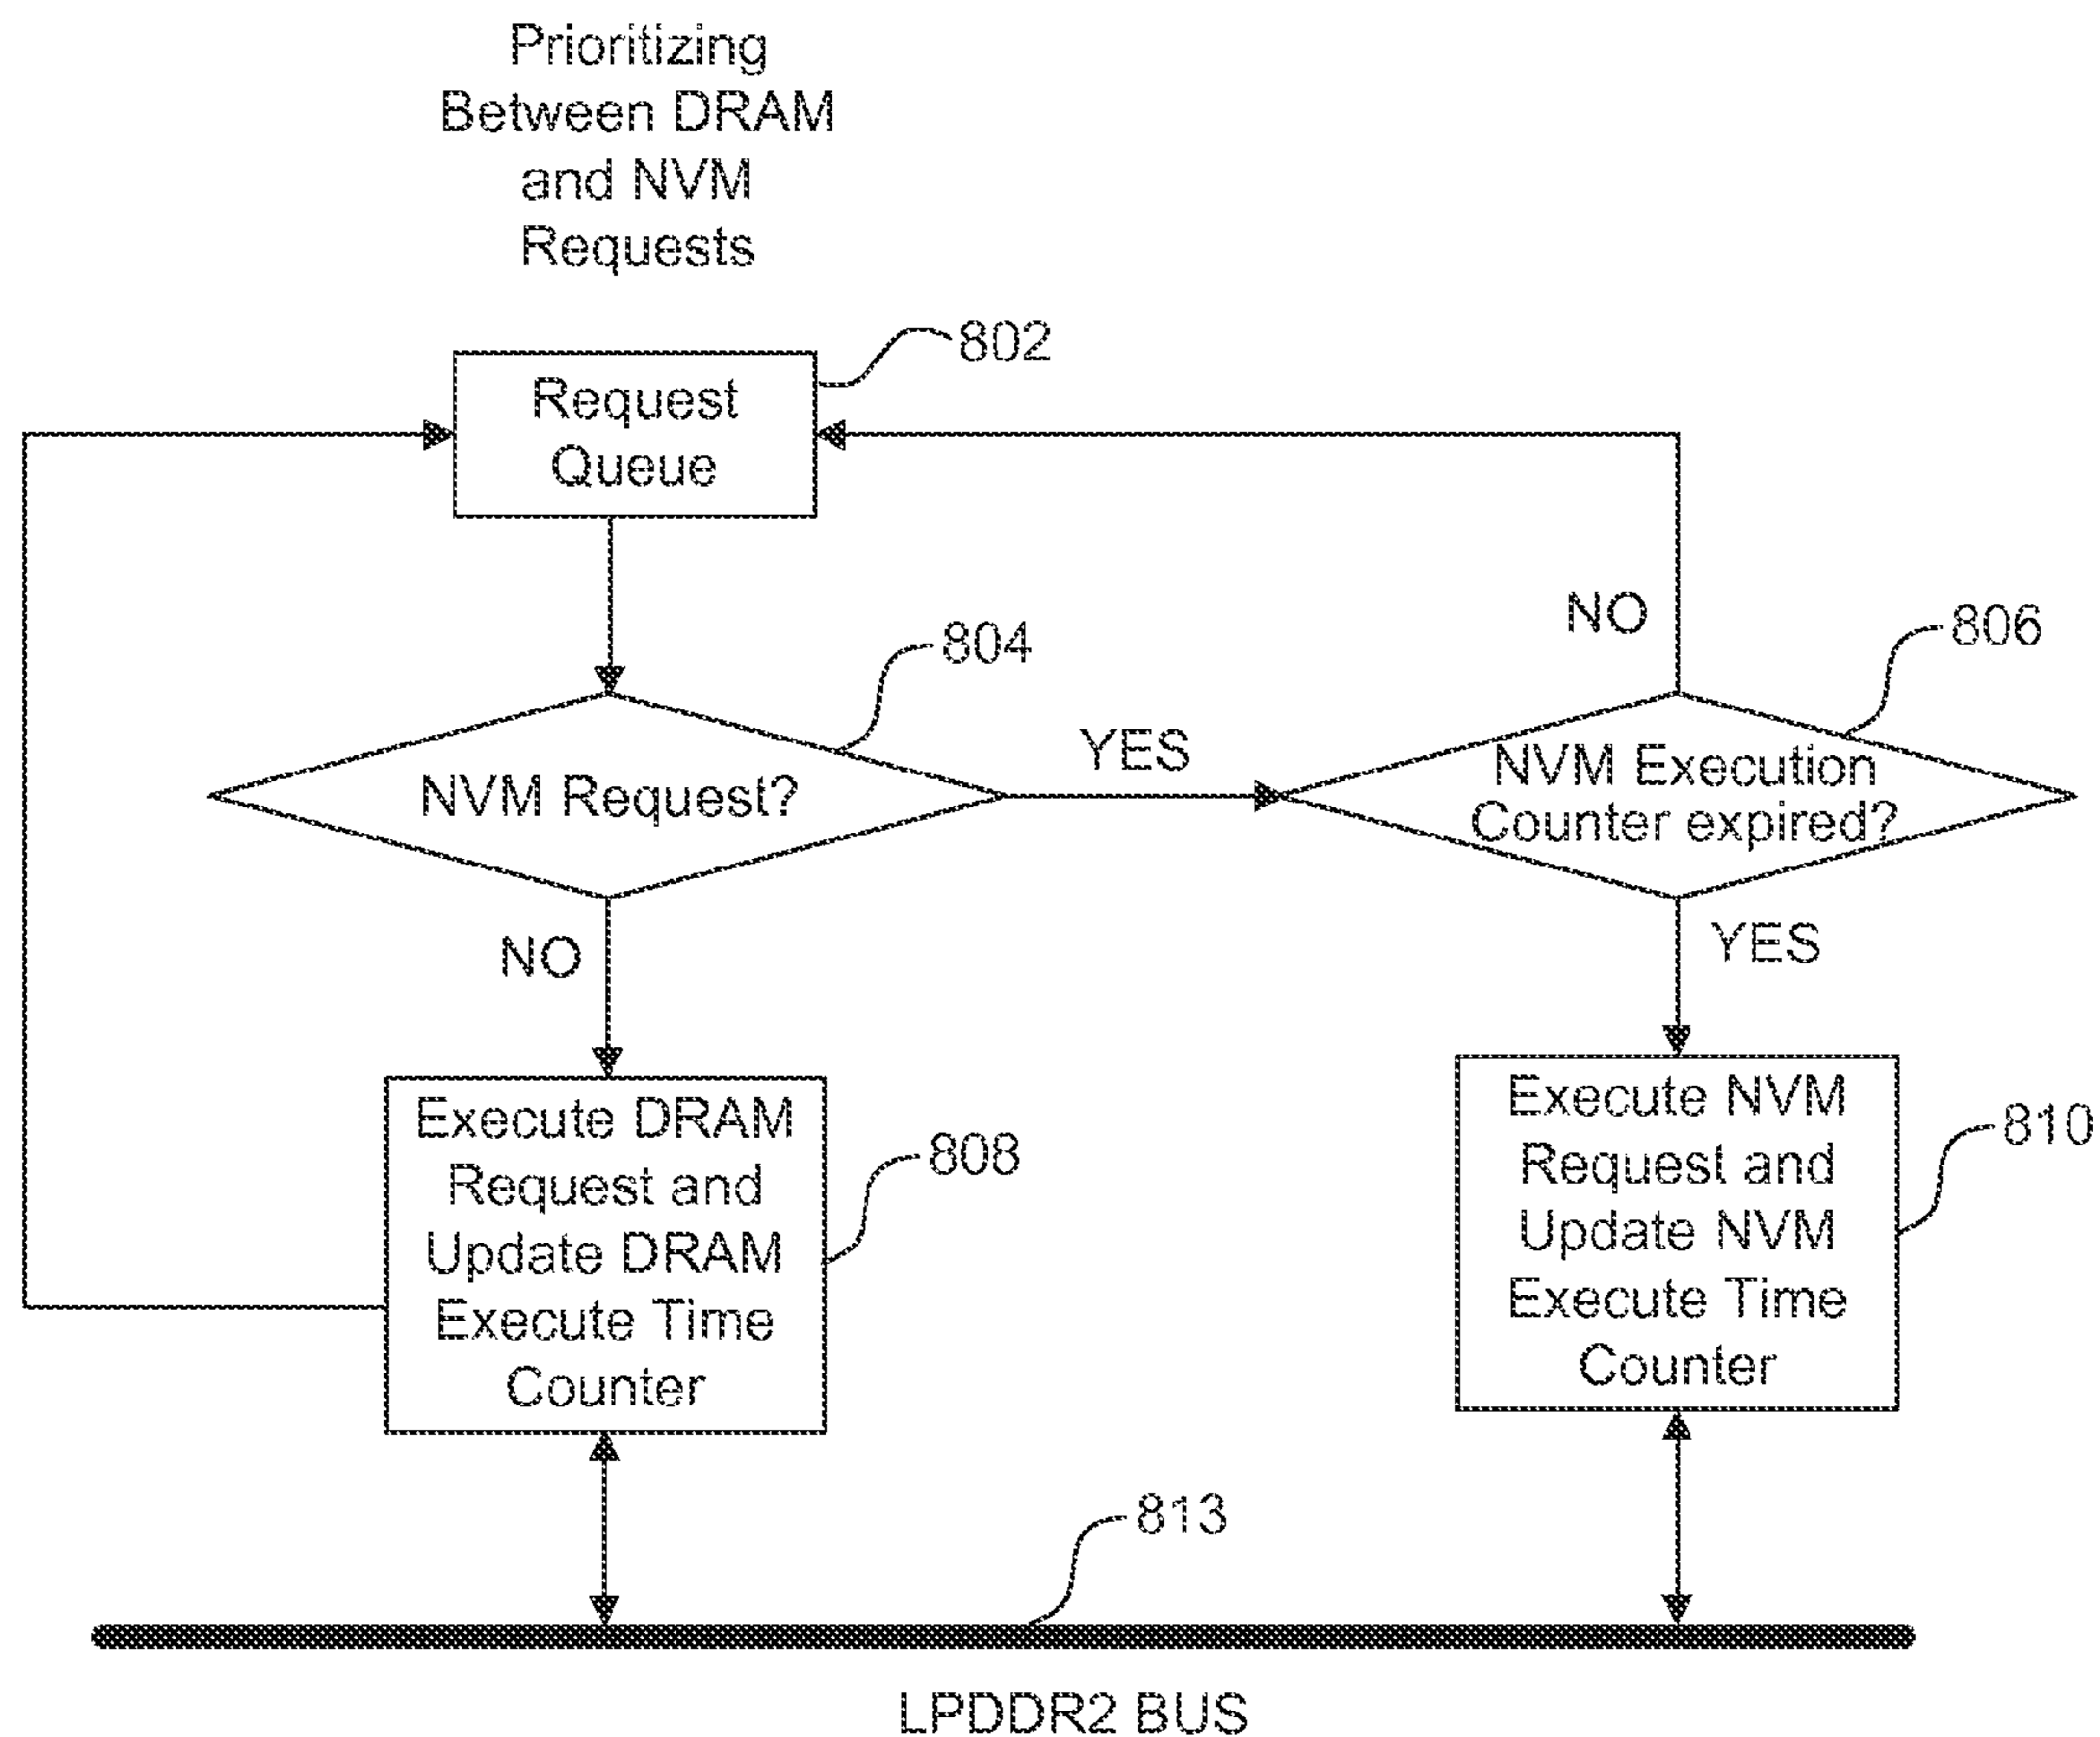 Prioritizing
Between DRAM
and NVM
Requests
802
Request
Queue
NO
806
804
YES
NVM Request?
NVM Execution
Counter expired?
NO
YES
Execute DRAM
Request and
Update DRAM
Execute Time
Counter
808
Execute NVM
Request and
Update NVM
Execute Time
Counter
810
813
LPDDR2 BUS